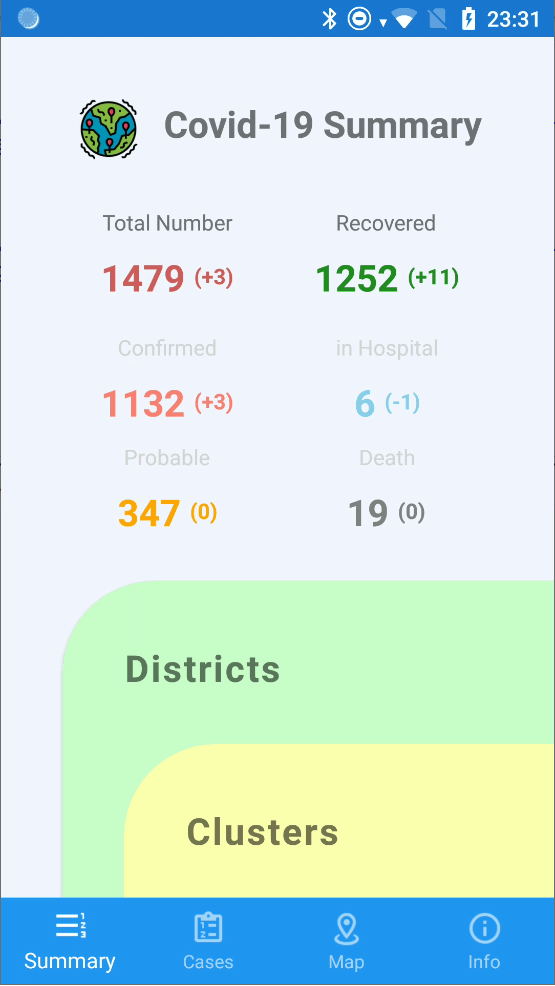 23:31
Covid-19 Summary
Total Number
Recovered
1479 (+3)
1252 (+11)
Confirmed
in Hospital
1132 (+3)
6 (-1)
Probable
Death
347 (0)
19 (0)
Districts
Clusters
Summary
Cases
Map
Info